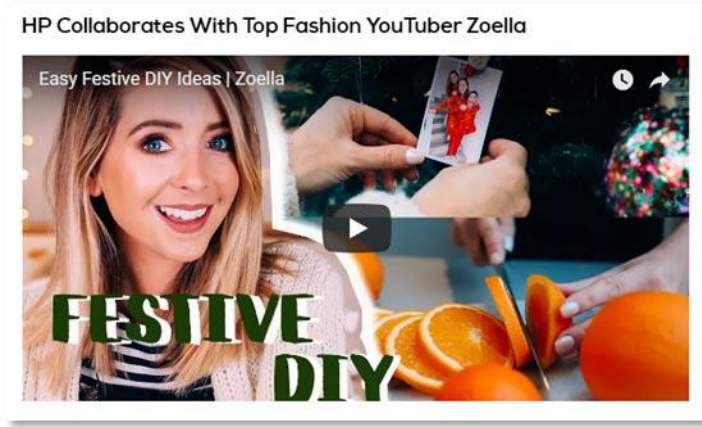 HP Collaborates With Top Fashion YouTuber Zoella
Easy Festive DIY Ideas | Zoella
FESTIVE
DIY